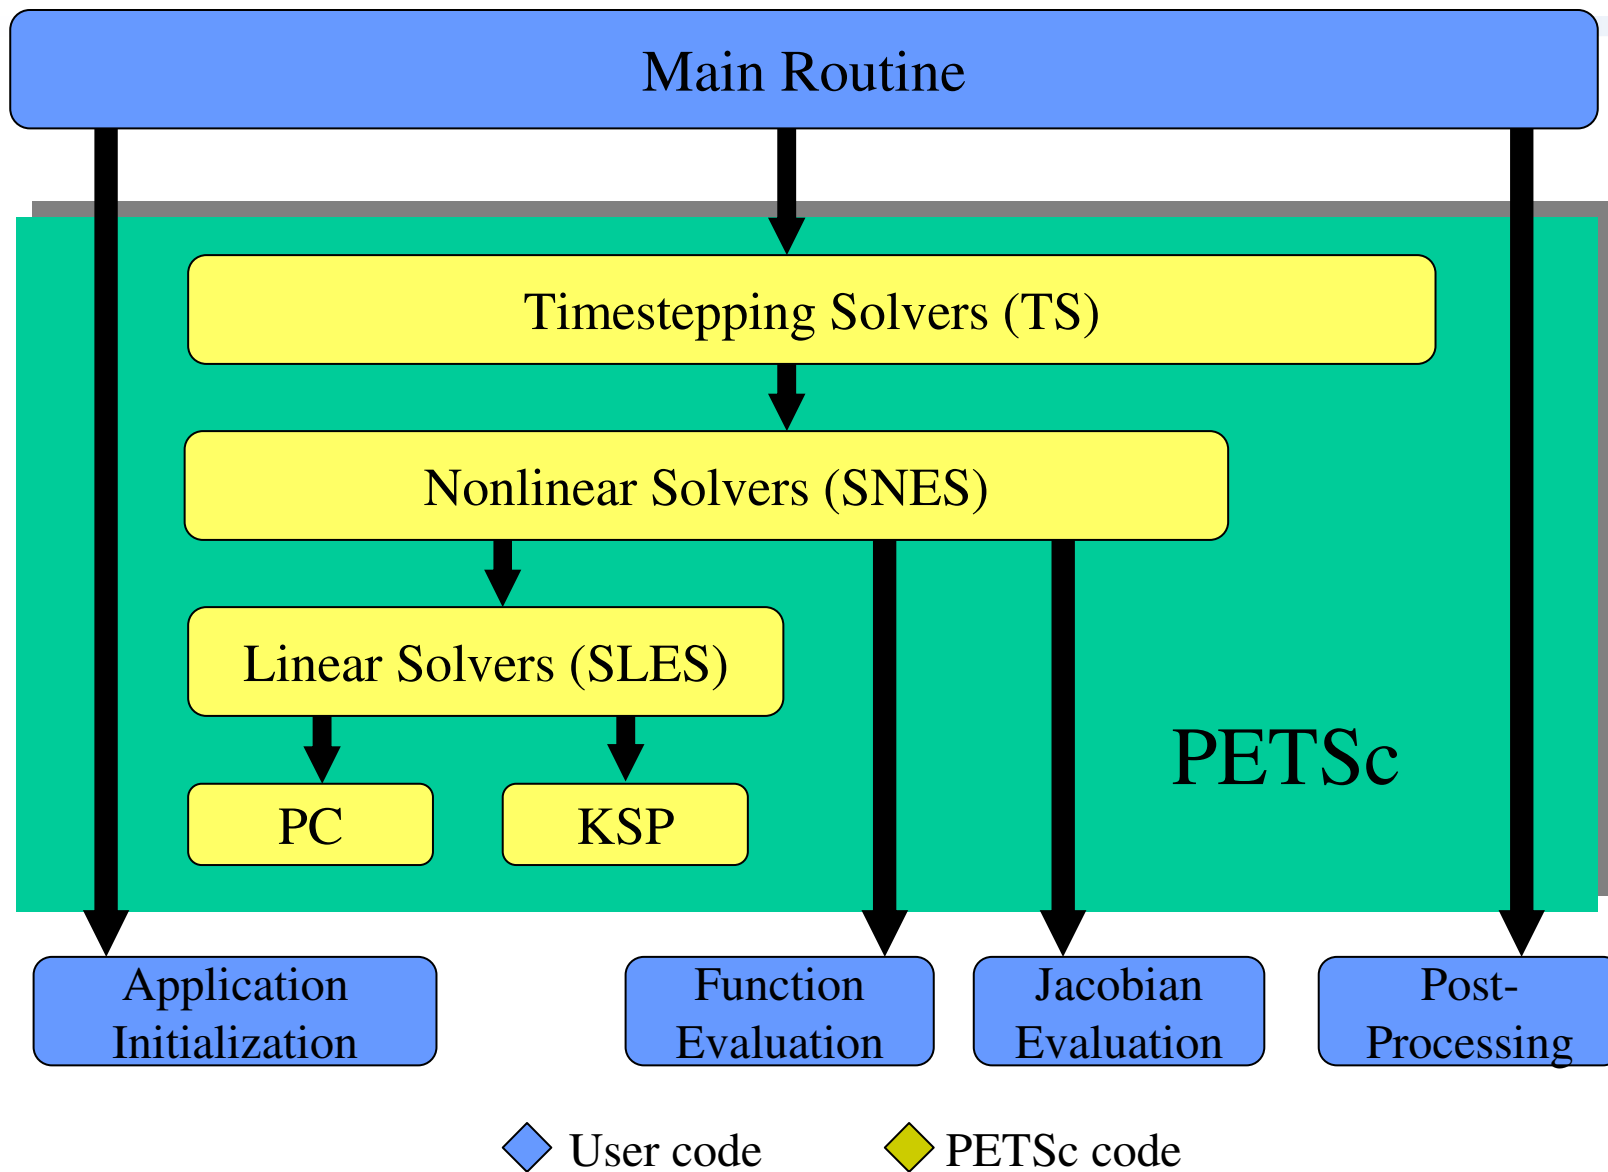 Main Routine
Timestepping Solvers (TS)
Nonlinear Solvers (SNES)
Linear Solvers (SLES)
PETSc
PC
KSP
Application
Initialization
Function
Evaluation
Jacobian
Evaluation
Post-
Processing
User code
PETSc code